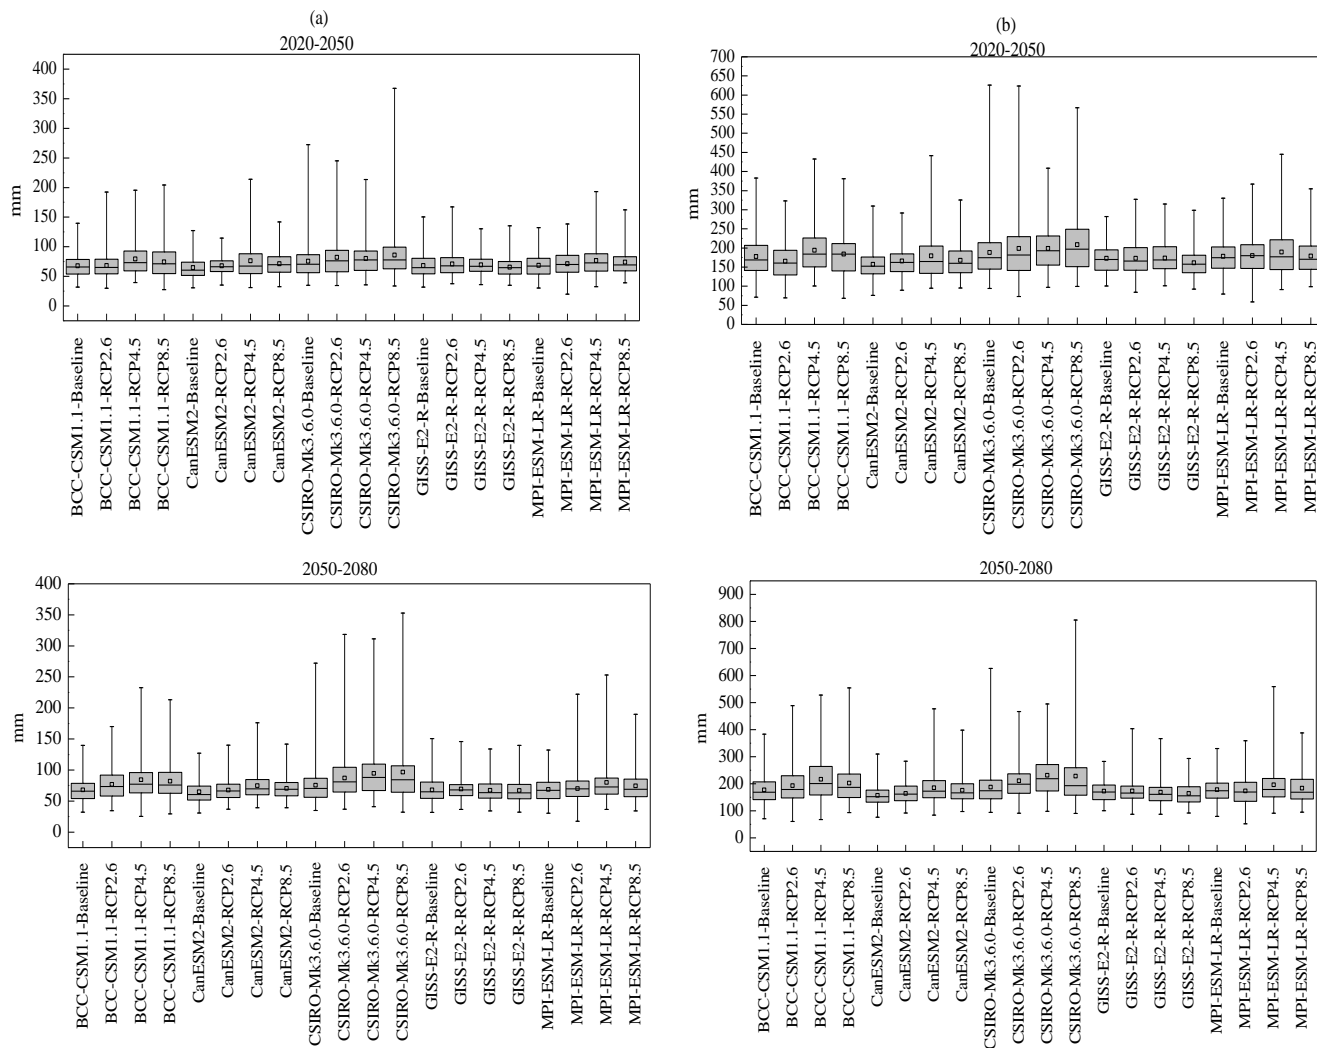 (a)
2020-2050
400
350
300
250
200
150
100
50
0
mm
BCC-CSM1.1-Baseline
BCC-CSM1.1-RCP2.6
BCC-CSM1.1-RCP4.5
BCC-CSM1.1-RCP8.5
CanESM2-Baseline
CanESM2-RCP2.6
CanESM2-RCP4.5
CanESM2-RCP8.5
CSIRO-Mk3.6.0-Baseline
CSIRO-Mk3.6.0-RCP2.6
CSIRO-Mk3.6.0-RCP4.5
CSIRO-Mk3.6.0-RCP8.5
GISS-E2-R-Baseline
GISS-E2-R-RCP2.6
GISS-E2-R-RCP4.5
GISS-E2-R-RCP8.5
MPI-ESM-LR-Baseline
MPI-ESM-LR-RCP2.6
MPI-ESM-LR-RCP4.5
MPI-ESM-LR-RCP8.5
(b)
2020-2050
700
650
600
550
500
450
400
350
300
250
200
150
100
50
0
mm
BCC-CSM1.1-Baseline
BCC-CSM1.1-RCP2.6
BCC-CSM1.1-RCP4.5
BCC-CSM1.1-RCP8.5
CanESM2-Baseline
CanESM2-RCP2.6
CanESM2-RCP4.5
CanESM2-RCP8.5
CSIRO-Mk3.6.0-Baseline
CSIRO-Mk3.6.0-RCP2.6
CSIRO-Mk3.6.0-RCP4.5
CSIRO-Mk3.6.0-RCP8.5
GISS-E2-R-Baseline
GISS-E2-R-RCP2.6
GISS-E2-R-RCP4.5
GISS-E2-R-RCP8.5
MPI-ESM-LR-Baseline
MPI-ESM-LR-RCP2.6
MPI-ESM-LR-RCP4.5
MPI-ESM-LR-RCP8.5
2050-2080
400
350
300
250
200
150
100
50
0
mm
BCC-CSM1.1-Baseline
BCC-CSM1.1-RCP2.6
BCC-CSM1.1-RCP4.5
BCC-CSM1.1-RCP8.5
CanESM2-Baseline
CanESM2-RCP2.6
CanESM2-RCP4.5
CanESM2-RCP8.5
CSIRO-Mk3.6.0-Baseline
CSIRO-Mk3.6.0-RCP2.6
CSIRO-Mk3.6.0-RCP4.5
CSIRO-Mk3.6.0-RCP8.5
GISS-E2-R-Baseline
GISS-E2-R-RCP2.6
GISS-E2-R-RCP4.5
GISS-E2-R-RCP8.5
MPI-ESM-LR-Baseline
MPI-ESM-LR-RCP2.6
MPI-ESM-LR-RCP4.5
MPI-ESM-LR-RCP8.5
2050-2080
900
800
700
600
500
400
300
200
100
0
mm
BCC-CSM1.1-Baseline
BCC-CSM1.1-RCP2.6
BCC-CSM1.1-RCP4.5
BCC-CSM1.1-RCP8.5
CanESM2-Baseline
CanESM2-RCP2.6
CanESM2-RCP4.5
CanESM2-RCP8.5
CSIRO-Mk3.6.0-Baseline
CSIRO-Mk3.6.0-RCP2.6
CSIRO-Mk3.6.0-RCP4.5
CSIRO-Mk3.6.0-RCP8.5
GISS-E2-R-Baseline
GISS-E2-R-RCP2.6
GISS-E2-R-RCP4.5
GISS-E2-R-RCP8.5
MPI-ESM-LR-Baseline
MPI-ESM-LR-RCP2.6
MPI-ESM-LR-RCP4.5
MPI-ESM-LR-RCP8.5